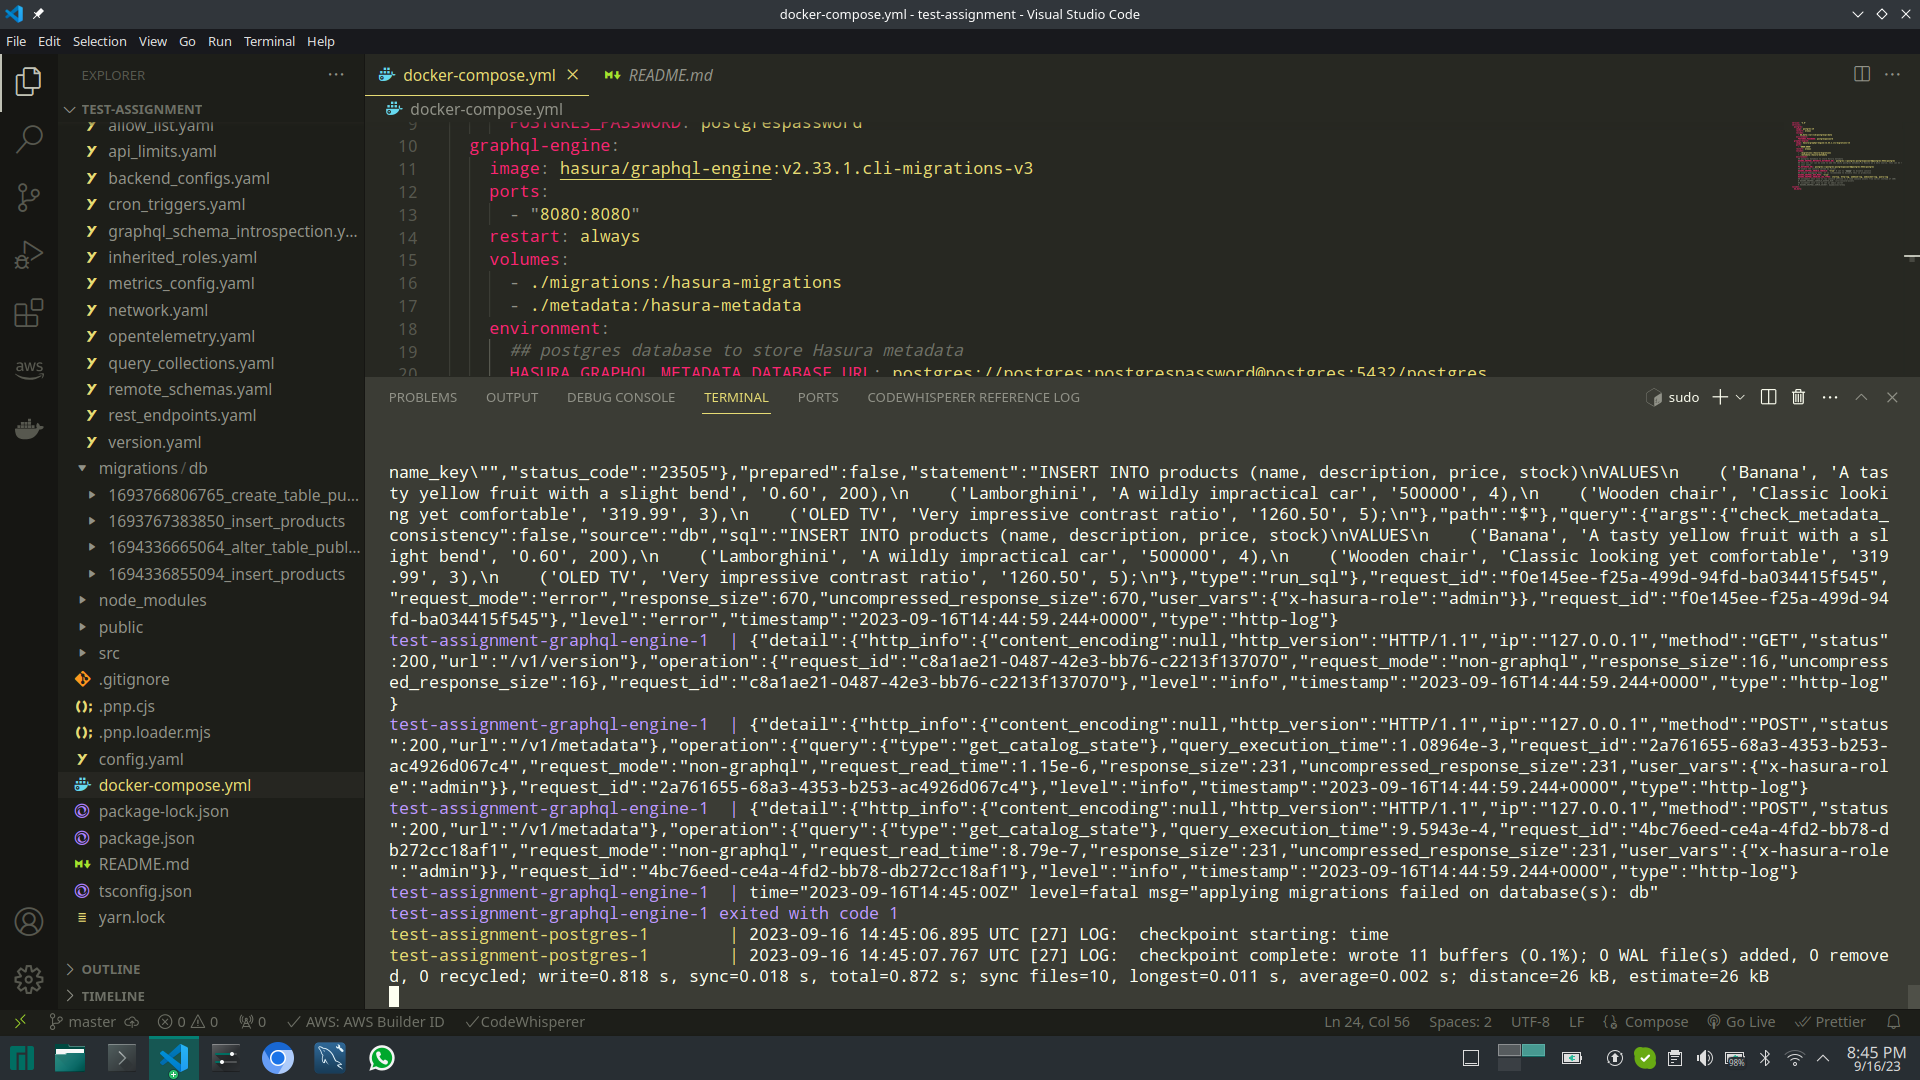 docker-compose.yml - test-assignment - Visual Studio Code
File Edit Selection View Go Run Terminal Help
EXPLORER
TEST-ASSIGNMENT
allow_list.yaml
api_limits.yaml
backend_configs.yaml
cron_triggers.yaml
graphql_schema_introspection.y...
inherited_roles.yaml
metrics_config.yaml
network.yaml
opentelemetry.yaml
query_collections.yaml
remote_schemas.yaml
rest_endpoints.yaml
version.yaml
migrations / db
1693766806765_create_table_pu...
1693767383850_insert_products
1694336665064_alter_table_publ...
1694336855094_insert_products
node_modules
public
src
.gitignore
.pnp.cjs
.pnp.loader.mjs
config.yaml
docker-compose.yml
package-lock.json
package.json
README.md
tsconfig.json
yarn.lock
OUTLINE
TIMELINE
aws
docker-compose.yml README.md
docker-compose.yml
9 POSTGRES_PASSWORD: postgrespassword
10 graphql-engine:
11 image: hasura/graphql-engine:v2.33.1.cli-migrations-v3
12 ports:
13 - "8080:8080"
14 restart: always
15 volumes:
16 - ./migrations:/hasura-migrations
17 - ./metadata:/hasura-metadata
18 environment:
19 ## postgres database to store Hasura metadata
20 HASURA_GRAPHQL_METADATA_DATABASE_URL: postgres://postgres:postgrespassword@postgres:5432/postgres
PROBLEMS OUTPUT DEBUG CONSOLE TERMINAL PORTS CODEWHISPERER REFERENCE LOG
sudo
name_key\"","status_code":"23505"},"prepared":false,"statement":"INSERT INTO products (name, description, price, stock)\nVALUES\n    ('Banana', 'A tas
ty yellow fruit with a slight bend', '0.60', 200),\n    ('Lamborghini', 'A wildly impractical car', '500000', 4),\n    ('Wooden chair', 'Classic looki
ng yet comfortable', '319.99', 3),\n    ('OLED TV', 'Very impressive contrast ratio', '1260.50', 5);\n"},"path":"$"},"query":{"args":{"check_metadata_
consistency":false,"source":"db","sql":"INSERT INTO products (name, description, price, stock)\nVALUES\n    ('Banana', 'A tasty yellow fruit with a sl
ight bend', '0.60', 200),\n    ('Lamborghini', 'A wildly impractical car', '500000', 4),\n    ('Wooden chair', 'Classic looking yet comfortable', '319
.99', 3),\n    ('OLED TV', 'Very impressive contrast ratio', '1260.50', 5);\n"},"type":"run_sql"},"request_id":"f0e145ee-f25a-499d-94fd-ba034415f545",
"request_mode":"error","response_size":670,"uncompressed_response_size":670,"user_vars":{"x-hasura-role":"admin"}},"request_id":"f0e145ee-f25a-499d-94
fd-ba034415f545"},"level":"error","timestamp":"2023-09-16T14:44:59.244+0000","type":"http-log"}
test-assignment-graphql-engine-1  | {"detail":{"http_info":{"content_encoding":null,"http_version":"HTTP/1.1","ip":"127.0.0.1","method":"GET","status"
:200,"url":"/v1/version"},"operation":{"request_id":"c8a1ae21-0487-42e3-bb76-c2213f137070","request_mode":"non-graphql","response_size":16,"uncompress
ed_response_size":16},"request_id":"c8a1ae21-0487-42e3-bb76-c2213f137070"},"level":"info","timestamp":"2023-09-16T14:44:59.244+0000","type":"http-log"
}
test-assignment-graphql-engine-1  | {"detail":{"http_info":{"content_encoding":null,"http_version":"HTTP/1.1","ip":"127.0.0.1","method":"POST","status
":200,"url":"/v1/metadata"},"operation":{"query":{"type":"get_catalog_state"},"query_execution_time":1.08964e-3,"request_id":"2a761655-68a3-4353-b253-
ac4926d067c4","request_mode":"non-graphql","request_read_time":1.15e-6,"response_size":231,"uncompressed_response_size":231,"user_vars":{"x-hasura-rol
e":"admin"}},"request_id":"2a761655-68a3-4353-b253-ac4926d067c4"},"level":"info","timestamp":"2023-09-16T14:44:59.244+0000","type":"http-log"}
test-assignment-graphql-engine-1  | {"detail":{"http_info":{"content_encoding":null,"http_version":"HTTP/1.1","ip":"127.0.0.1","method":"POST","status
":200,"url":"/v1/metadata"},"operation":{"query":{"type":"get_catalog_state"},"query_execution_time":9.5943e-4,"request_id":"4bc76eed-ce4a-4fd2-bb78-d
b272cc18af1","request_mode":"non-graphql","request_read_time":8.79e-7,"response_size":231,"uncompressed_response_size":231,"user_vars":{"x-hasura-role
":"admin"}},"request_id":"4bc76eed-ce4a-4fd2-bb78-db272cc18af1"},"level":"info","timestamp":"2023-09-16T14:44:59.244+0000","type":"http-log"}
test-assignment-graphql-engine-1  | time="2023-09-16T14:45:00Z" level=fatal msg="applying migrations failed on database(s): db"
test-assignment-graphql-engine-1 exited with code 1
test-assignment-postgres-1        | 2023-09-16 14:45:06.895 UTC [27] LOG:  checkpoint starting: time
test-assignment-postgres-1        | 2023-09-16 14:45:07.767 UTC [27] LOG:  checkpoint complete: wrote 11 buffers (0.1%); 0 WAL file(s) added, 0 remove
d, 0 recycled; write=0.818 s, sync=0.018 s, total=0.872 s; sync files=10, longest=0.011 s, average=0.002 s; distance=26 kB, estimate=26 kB
master 0 0 0 AWS: AWS Builder ID CodeWhisperer Ln 24, Col 56 Spaces: 2 UTF-8 LF Compose Go Live Prettier
98% 8:45 PM
9/16/23